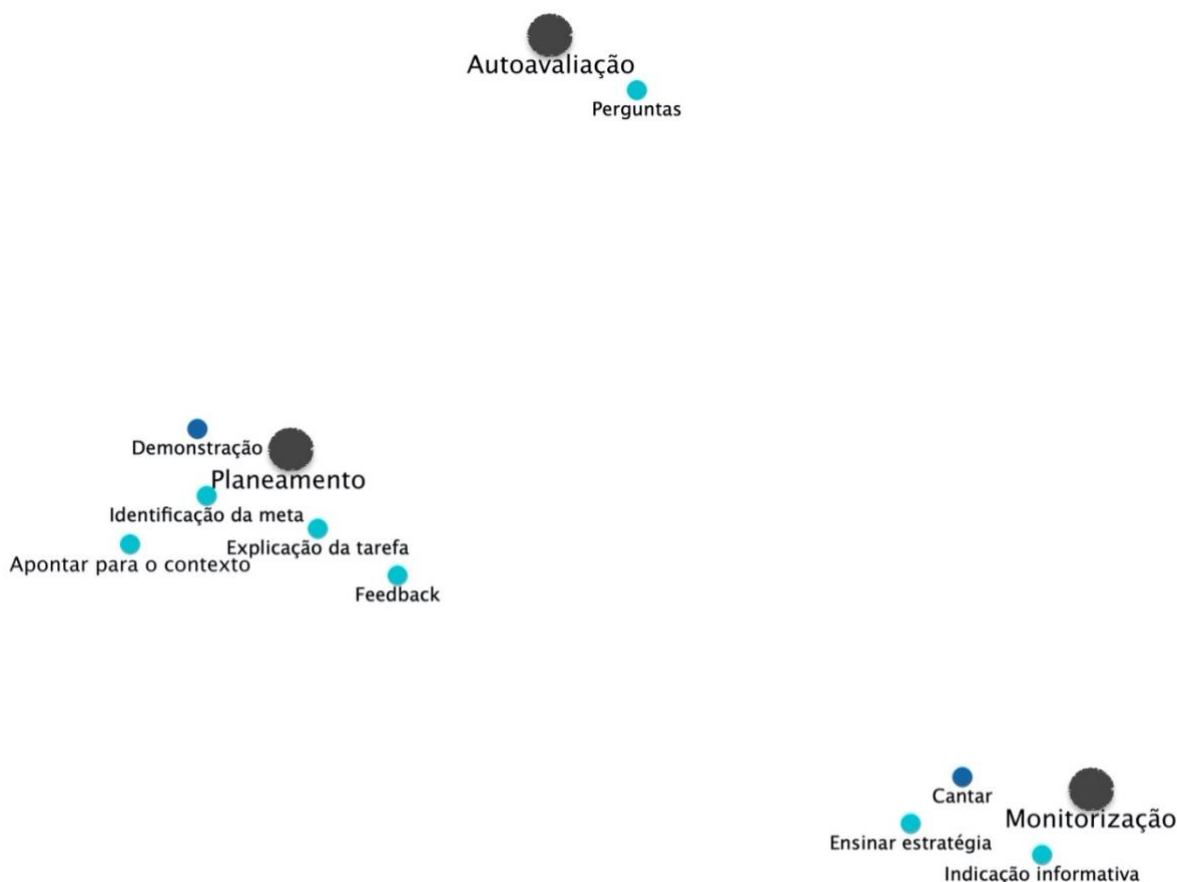 Autoavaliação
Perguntas
Demonstração
Planeamento
Identificação da meta
Explicação da tarefa
Apontar para o contexto
Feedback
Cantar
Monitorização
Ensinar estratégia
Indicação informativa